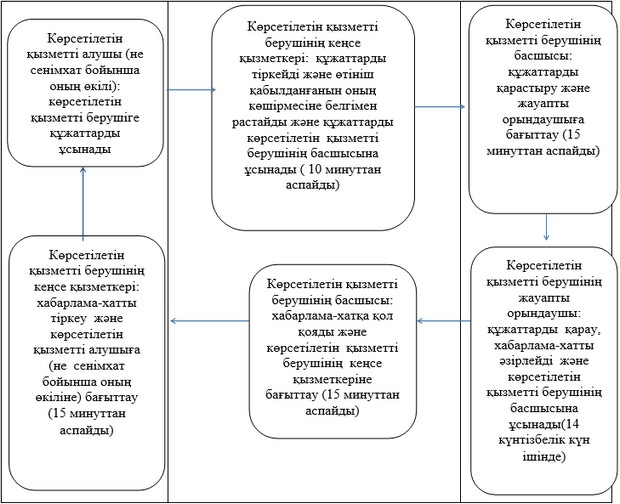 Көрсетілетін
қызметті алушы (не
сенімхат бойынша
оның өкілі):
көрсетілетін
қызметті берушіге
құжаттарды
ұсынады
Көрсетілетін қызметті
берушінің кеңсе
қызметкері:  құжаттарды
тіркейді және өтініш
қабылданғанын оның
көшірмесіне белгімен
растайды және құжаттарды
көрсетілетін  қызметті
берушінің басшысына
ұсынады ( 10 минуттан
аспайды)
Көрсетілетін
қызметті берушінің
басшысы:
құжаттарды
қарастыру және
жауапты
орындаушыға
бағыттау (15
минуттан аспайды)
Көрсетілетін
қызметті берушінің
жауапты
орындаушы:
құжаттарды  қарау,
хабарлама-хатты
әзірлейді  және
көрсетілетін
қызметті берушінің
басшысына
ұсынады(14
күнтізбелік күн
ішінде)
Көрсетілетін қызметті
берушінің басшысы:
хабарлама-хатқа қол
қояды және
көрсетілетін  қызметті
берушінің  кеңсе
қызметкеріне
бағыттау (15 минуттан
аспайды)
Көрсетілетін
қызметті берушінің
кеңсе қызметкері:
хабарлама-хатты
тіркеу  және
көрсетілетін
қызметті алушыға
(не  сенімхат
бойынша оның
өкіліне) бағыттау
(15 минуттан
аспайды)